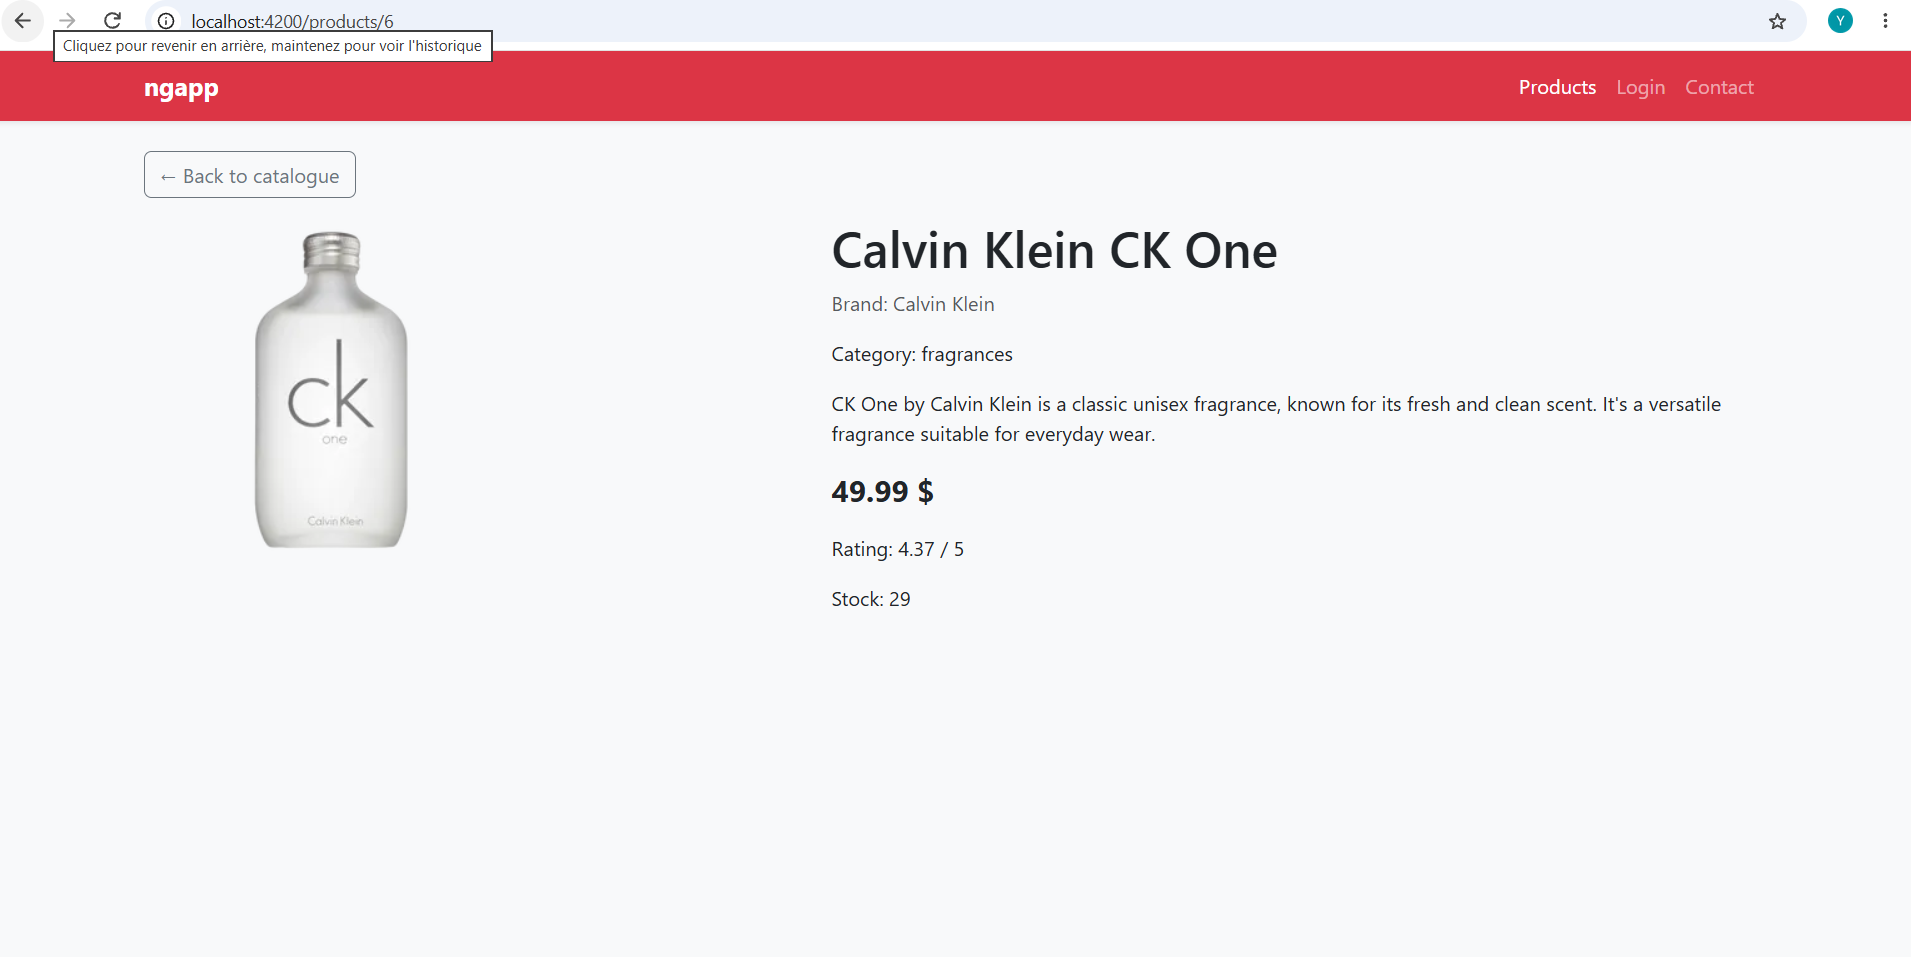 localhost:4200/products/6
Y
Cliquez pour revenir en arrière, maintenez pour voir l'historique
ngapp
Products
Login
Contact
← Back to catalogue
ck
one
Calvin Klein
Calvin Klein CK One
Brand: Calvin Klein
Category: fragrances
CK One by Calvin Klein is a classic unisex fragrance, known for its fresh and clean scent. It's a versatile
fragrance suitable for everyday wear.
49.99 $
Rating: 4.37 / 5
Stock: 29